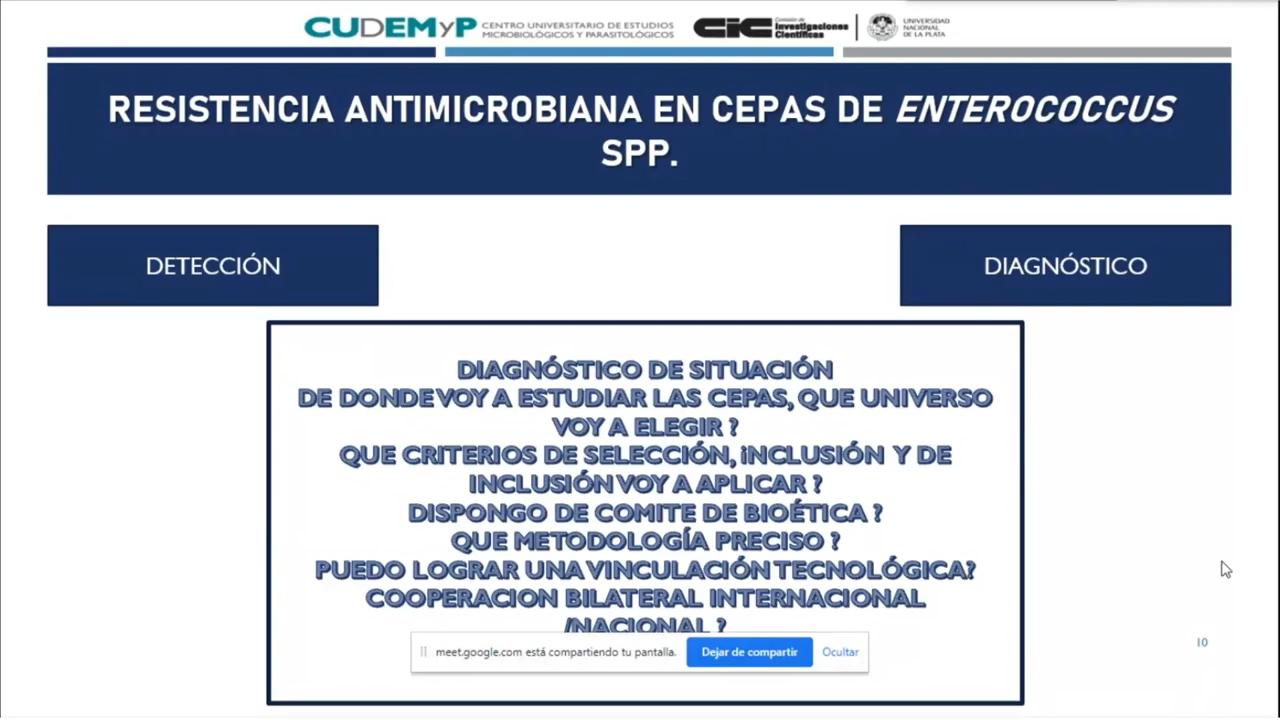 CUDEMyP
CENTRO UNIVERSITARIO DE ESTUDIOS
MICROBIOLÓGICOS Y PARASITOLÓGICOS
CIC
Comisión de
Investigaciones
Científicas
UNIVERSIDAD
NACIONAL
DE LA PLATA
RESISTENCIA ANTIMICROBIANA EN CEPAS DE ENTEROCOCCUS
SPP.
DETECCIÓN
DIAGNÓSTICO
DIAGNÓSTICO DE SITUACIÓN
DE DONDE VOY A ESTUDIAR LAS CEPAS, QUE UNIVERSO
VOY A ELEGIR ?
QUE CRITERIOS DE SELECCIÓN, iNCLUSIÓN Y DE
INCLUSIÓN VOY A APLICAR ?
DISPONGO DE COMITE DE BIOÉTICA ?
QUE METODOLOGÍA PRECISO ?
PUEDO LOGRAR UNA VINCULACIÓN TECNOLÓGICA?
COOPERACION BILATERAL INTERNACIONAL
/NACIONAL ?
meet.google.com está compartiendo tu pantalla.
Dejar de compartir
Ocultar
10